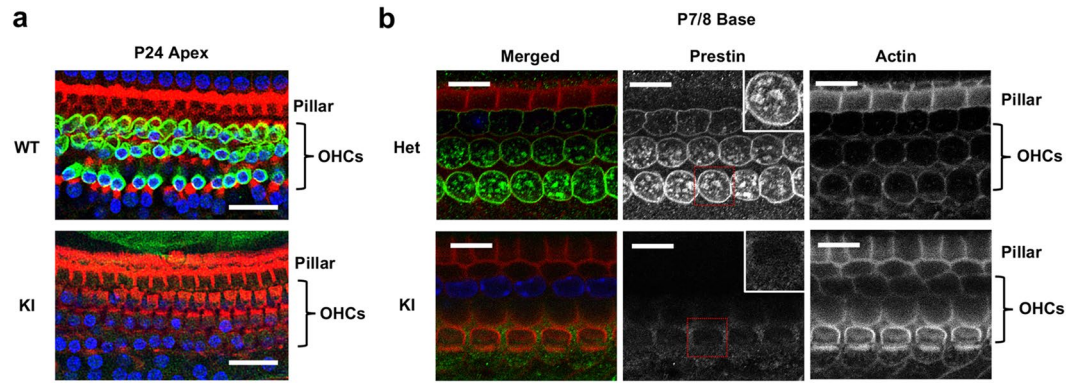 a
P24 Apex
WT
Pillar
OHCs
KI
Pillar
OHCs
b
P7/8 Base
Merged
Prestin
Actin
Het
Pillar
OHCs
KI
Pillar
OHCs